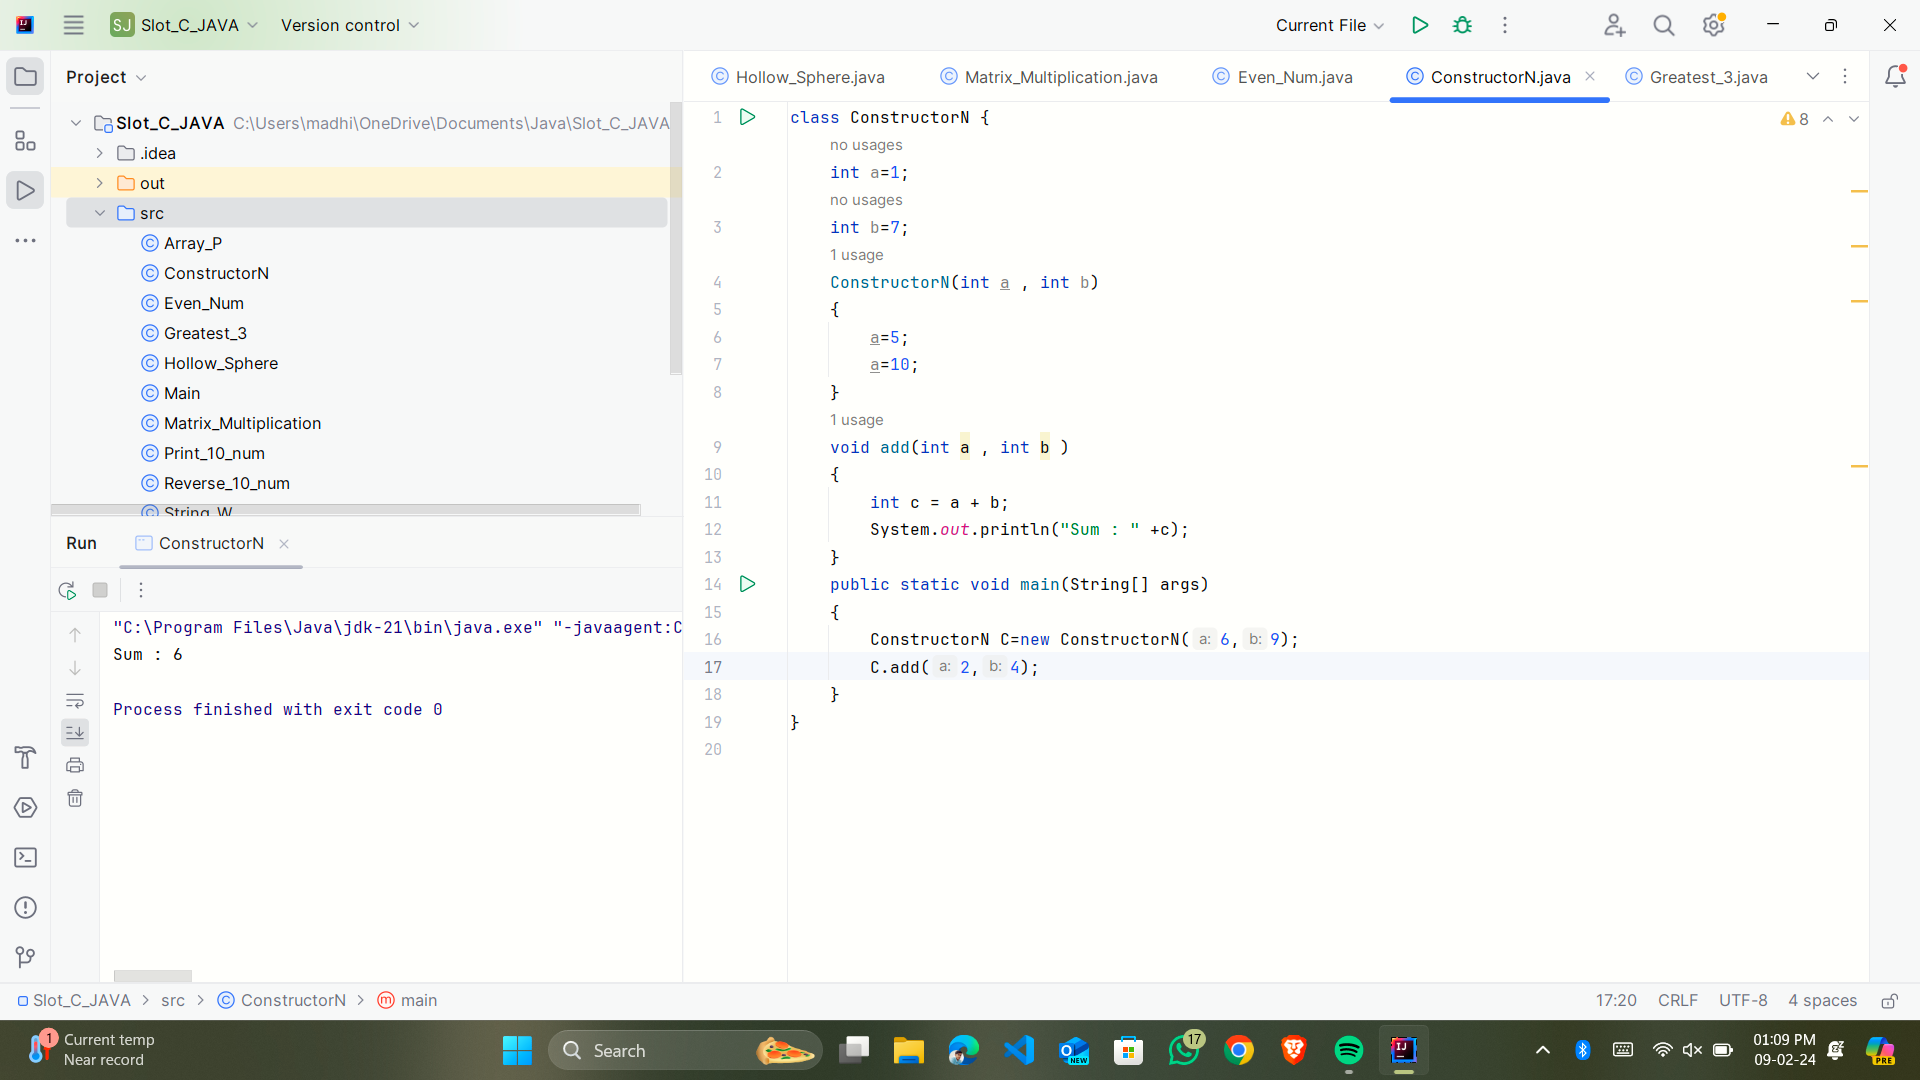 SJ Slot_C_JAVA Version control Current File
Project
Slot_C_JAVA C:\Users\madhi\OneDrive\Documents\Java\Slot_C_JAVA
.idea
out
src
Array_P
ConstructorN
Even_Num
Greatest_3
Hollow_Sphere
Main
Matrix_Multiplication
Print_10_num
Reverse_10_num
String_W
Hollow_Sphere.java Matrix_Multiplication.java Even_Num.java ConstructorN.java Greatest_3.java
8
1 class ConstructorN {
no usages
2 int a=1;
no usages
3 int b=7;
1 usage
4 ConstructorN(int a , int b)
5 {
6 a=5;
7 a=10;
8 }
1 usage
9 void add(int a , int b )
10 {
11 int c = a + b;
12 System.out.println("Sum : " +c);
13 }
14 public static void main(String[] args)
15 {
16 ConstructorN C=new ConstructorN( a: 6, b: 9);
17 C.add( a: 2, b: 4);
18 }
19 }
20
Run ConstructorN
"C:\Program Files\Java\jdk-21\bin\java.exe" "-javaagent:C
Sum : 6
Process finished with exit code 0
Slot_C_JAVA > src > ConstructorN > m main
17:20 CRLF UTF-8 4 spaces
1 Current temp
Near record
Search
NEW
17
01:09 PM
09-02-24
PRE